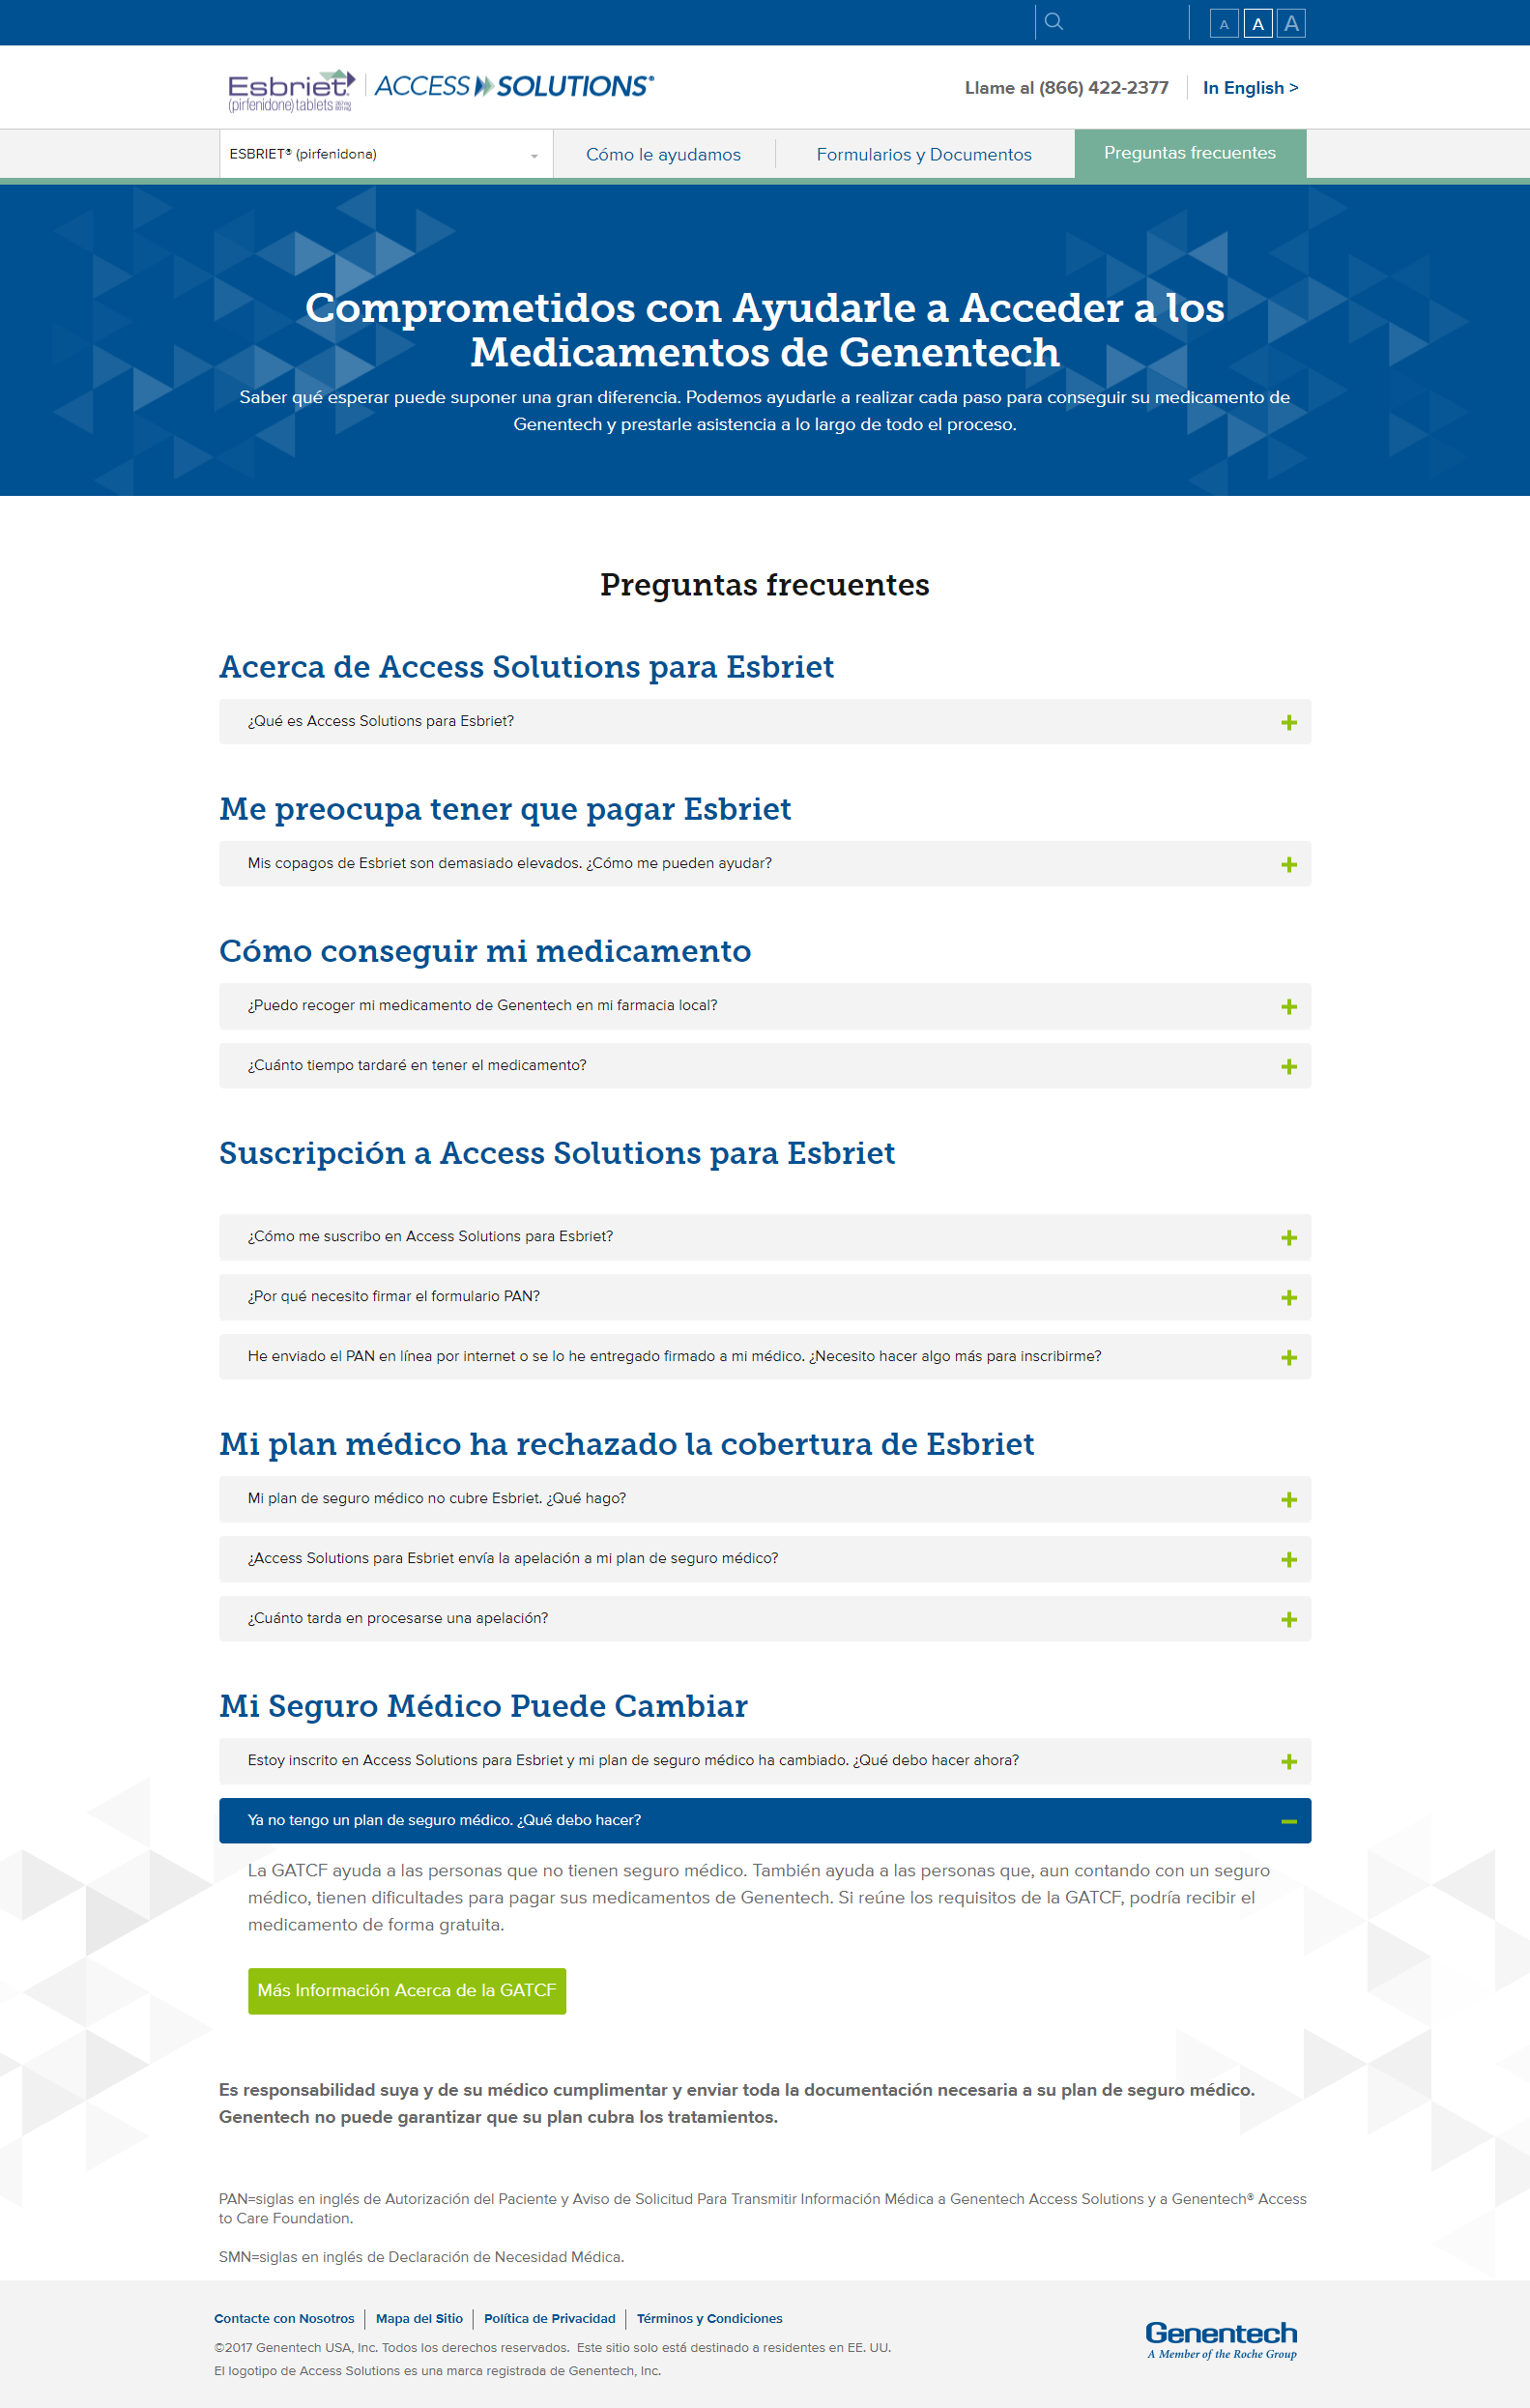 A A A
Esbriet® | ACCESS SOLUTIONS®
(pirfenidone) tablets
Llame al (866) 422-2377
In English >
ESBRIET® (pirfenidona)
Cómo le ayudamos
Formularios y Documentos
Preguntas frecuentes
Comprometidos con Ayudarle a Acceder a los
Medicamentos de Genentech
Saber qué esperar puede suponer una gran diferencia. Podemos ayudarle a realizar cada paso para conseguir su medicamento de
Genentech y prestarle asistencia a lo largo de todo el proceso.
Preguntas frecuentes
Acerca de Access Solutions para Esbriet
¿Qué es Access Solutions para Esbriet?
Me preocupa tener que pagar Esbriet
Mis copagos de Esbriet son demasiado elevados. ¿Cómo me pueden ayudar?
Cómo conseguir mi medicamento
¿Puedo recoger mi medicamento de Genentech en mi farmacia local?
¿Cuánto tiempo tardaré en tener el medicamento?
Suscripción a Access Solutions para Esbriet
¿Cómo me suscribo en Access Solutions para Esbriet?
¿Por qué necesito firmar el formulario PAN?
He enviado el PAN en línea por internet o se lo he entregado firmado a mi médico. ¿Necesito hacer algo más para inscribirme?
Mi plan médico ha rechazado la cobertura de Esbriet
Mi plan de seguro médico no cubre Esbriet. ¿Qué hago?
¿Access Solutions para Esbriet envía la apelación a mi plan de seguro médico?
¿Cuánto tarda en procesarse una apelación?
Mi Seguro Médico Puede Cambiar
Estoy inscrito en Access Solutions para Esbriet y mi plan de seguro médico ha cambiado. ¿Qué debo hacer ahora?
Ya no tengo un plan de seguro médico. ¿Qué debo hacer?
La GATCF ayuda a las personas que no tienen seguro médico. También ayuda a las personas que, aun contando con un seguro
médico, tienen dificultades para pagar sus medicamentos de Genentech. Si reúne los requisitos de la GATCF, podría recibir el
medicamento de forma gratuita.
Más Información Acerca de la GATCF
Es responsabilidad suya y de su médico cumplimentar y enviar toda la documentación necesaria a su plan de seguro médico.
Genentech no puede garantizar que su plan cubra los tratamientos.
PAN=siglas en inglés de Autorización del Paciente y Aviso de Solicitud Para Transmitir Información Médica a Genentech Access Solutions y a Genentech® Access
to Care Foundation.
SMN=siglas en inglés de Declaración de Necesidad Médica.
Contacte con Nosotros | Mapa del Sitio | Política de Privacidad | Términos y Condiciones
©2017 Genentech USA, Inc. Todos los derechos reservados. Este sitio solo está destinado a residentes en EE. UU.
El logotipo de Access Solutions es una marca registrada de Genentech, Inc.
Genentech
A Member of the Roche Group